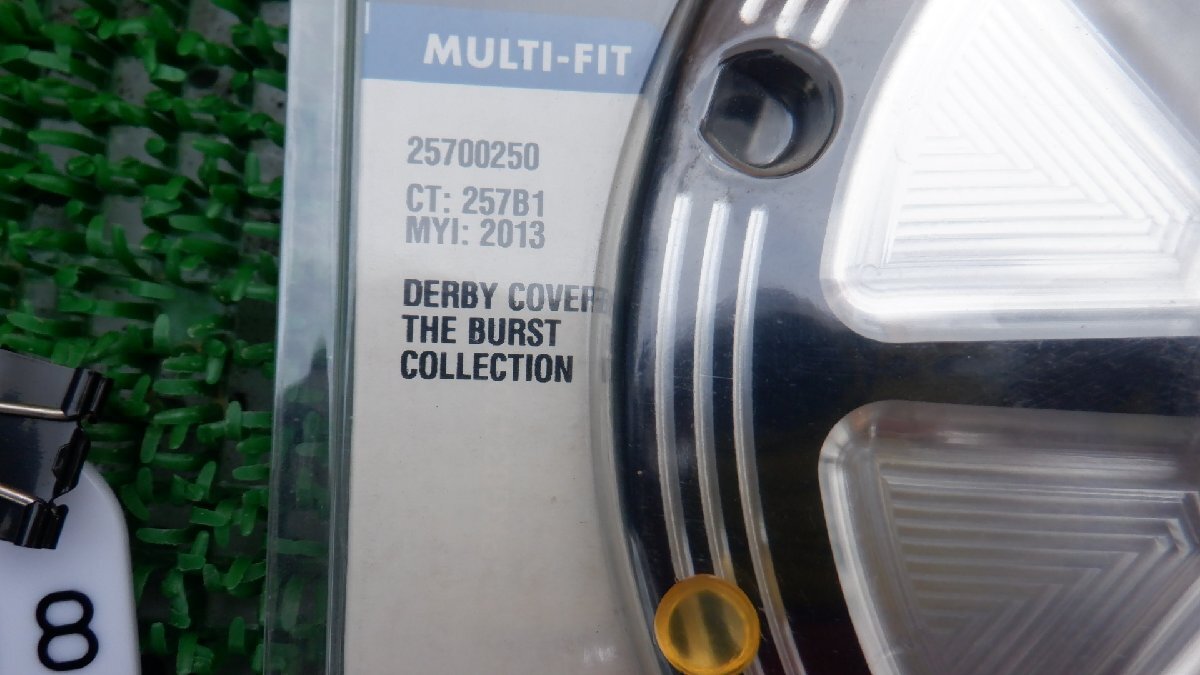 MULTI-FIT
25700250
CT: 257B1
MYI: 2013
DERBY COVER
THE BURST
COLLECTION
8